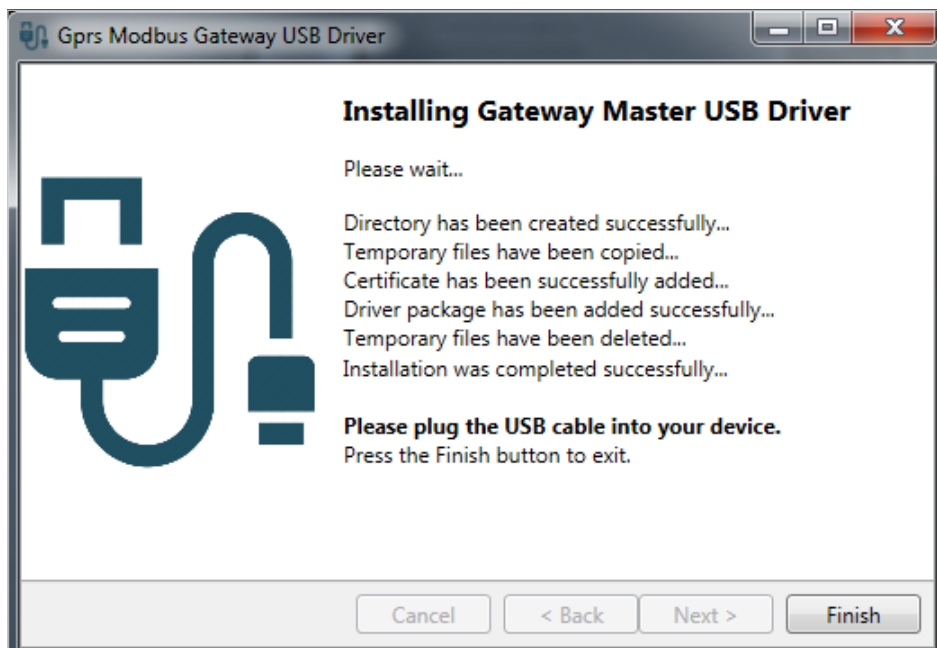 Gprs Modbus Gateway USB Driver
Installing Gateway Master USB Driver
Please wait...
Directory has been created successfully...
Temporary files have been copied...
Certificate has been successfully added...
Driver package has been added successfully...
Temporary files have been deleted...
Installation was completed successfully...
Please plug the USB cable into your device.
Press the Finish button to exit.
Cancel
< Back
Next >
Finish